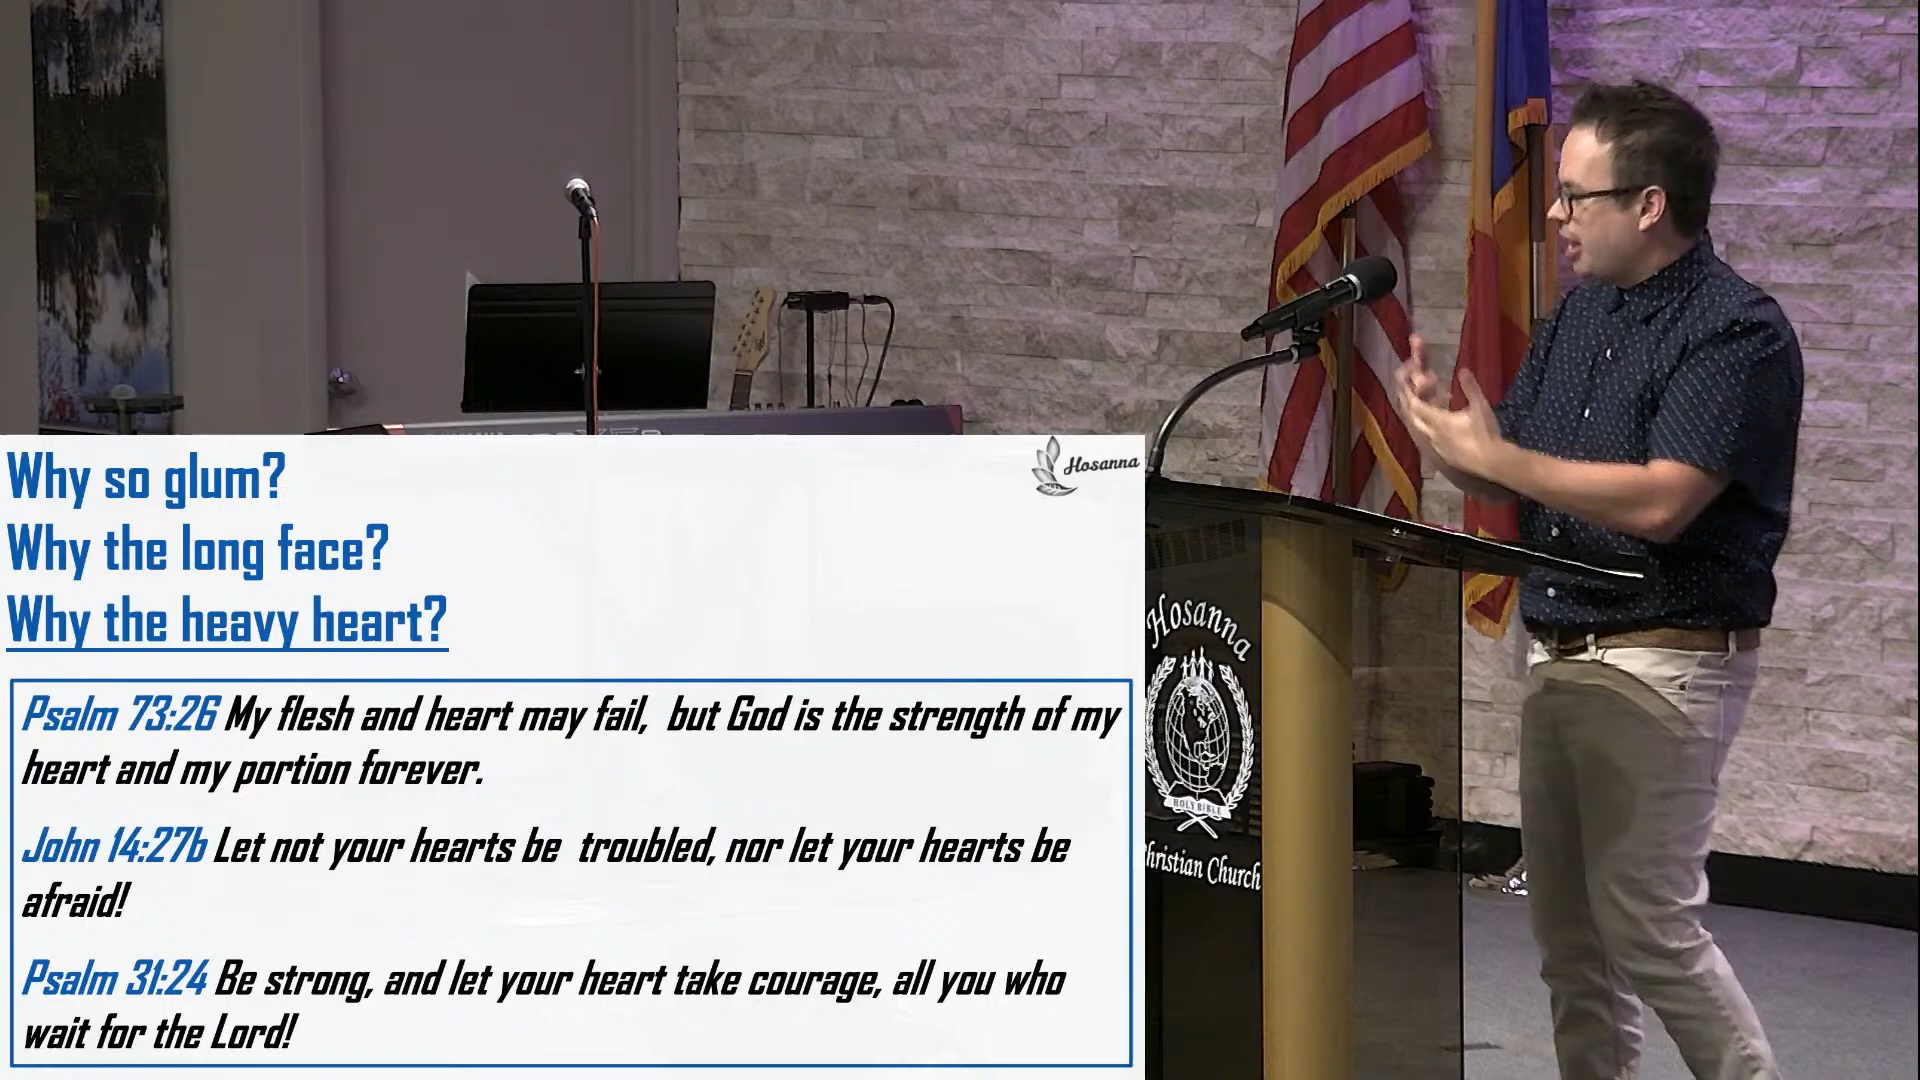 Why so glum?
Hosanna
Why the long face?
Why the heavy heart?
Psalm 73:26 My flesh and heart may fail, but God is the strength of my
heart and my portion forever.
John 14:27b Let not your hearts be troubled, nor let your hearts be
afraid!
Psalm 31:24 Be strong, and let your heart take courage, all you who
wait for the Lord!
Hosanna
HOLY BIBLE
hristian Church